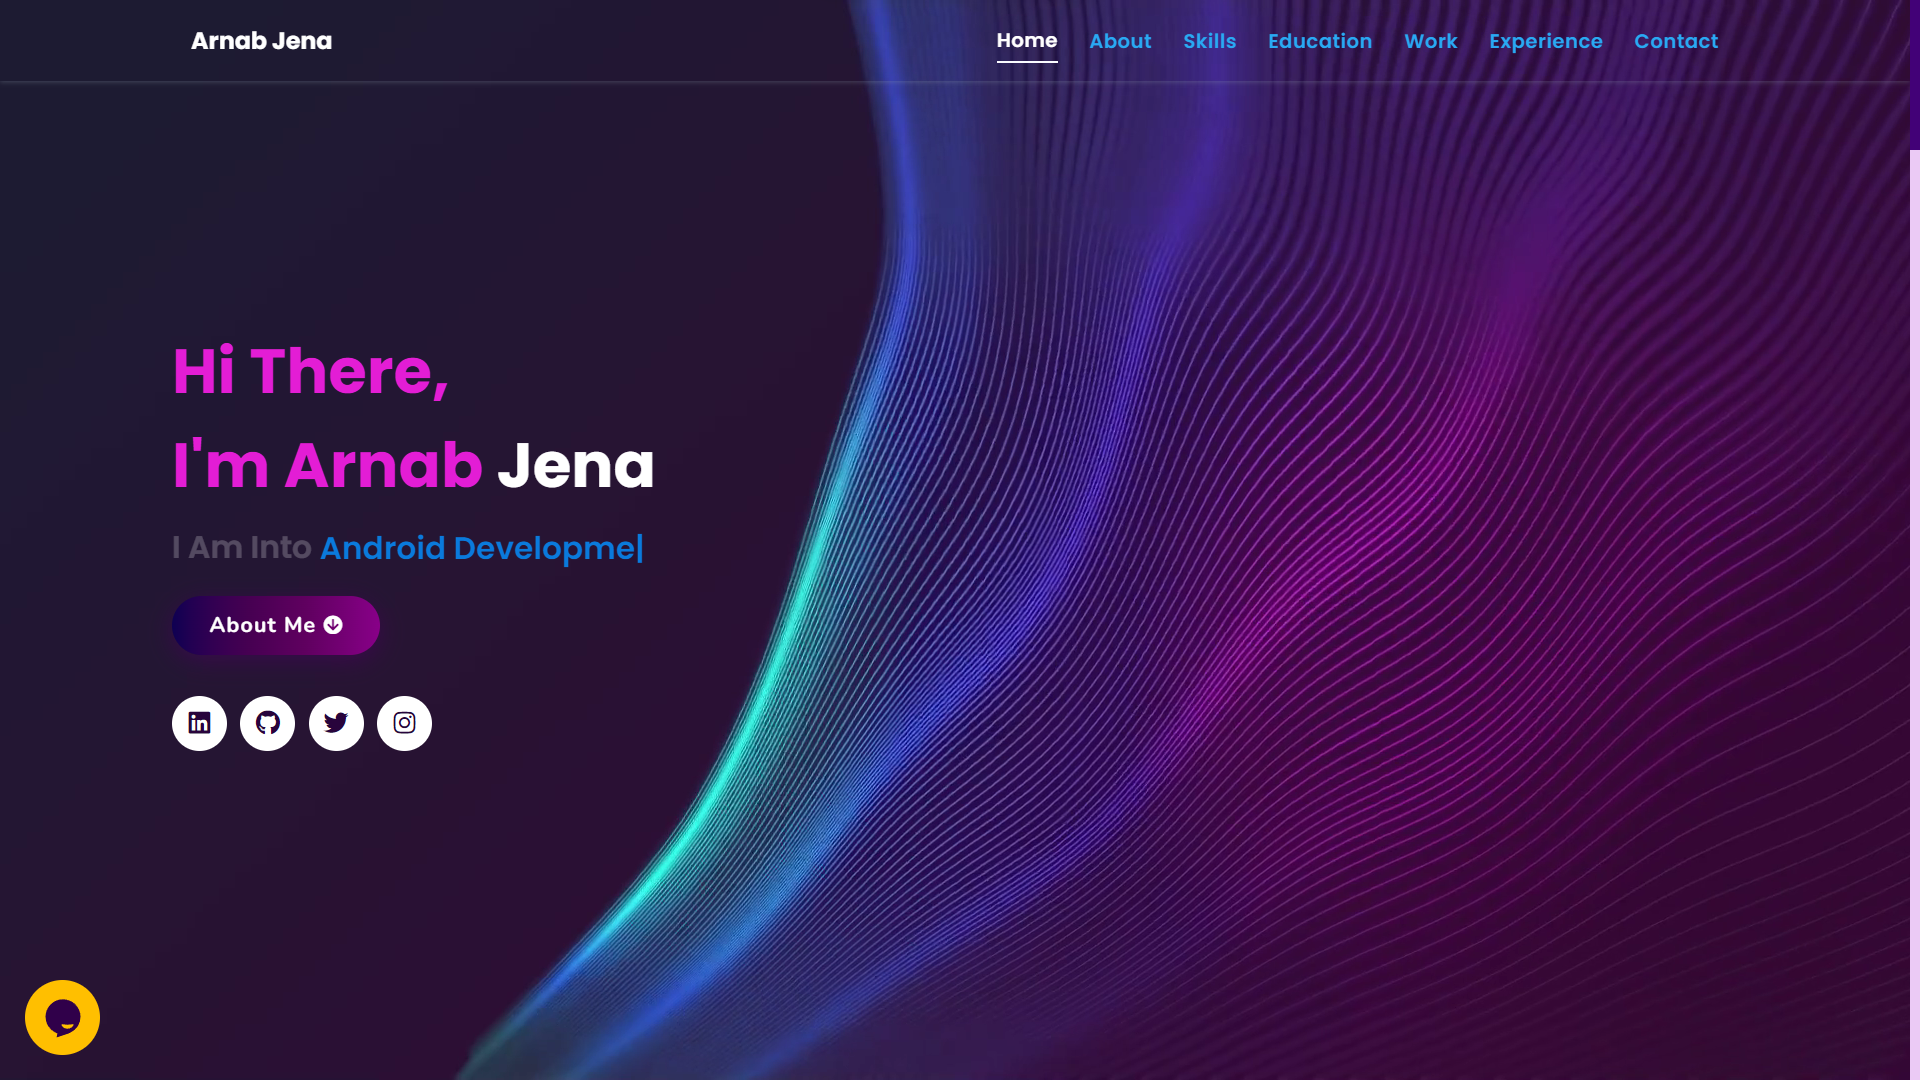 Arnab Jena
Home About Skills Education Work Experience Contact
Hi There,
I'm Arnab Jena
I Am Into Android Developme|
About Me